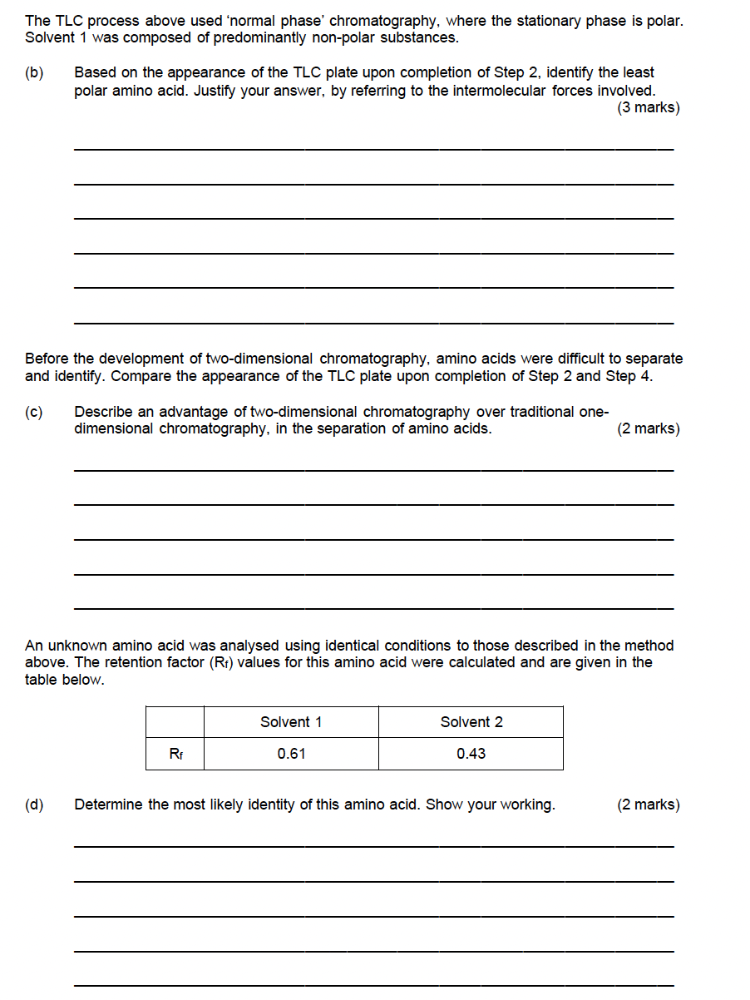 The TLC process above used ‘normal phase’ chromatography, where the stationary phase is polar.
Solvent 1 was composed of predominantly non-polar substances.
(b) Based on the appearance of the TLC plate upon completion of Step 2, identify the least
polar amino acid. Justify your answer, by referring to the intermolecular forces involved.
(3 marks)
Before the development of two-dimensional chromatography, amino acids were difficult to separate
and identify. Compare the appearance of the TLC plate upon completion of Step 2 and Step 4.
(c) Describe an advantage of two-dimensional chromatography over traditional one-
dimensional chromatography, in the separation of amino acids. (2 marks)
An unknown amino acid was analysed using identical conditions to those described in the method
above. The retention factor (Rf) values for this amino acid were calculated and are given in the
table below.
Solvent 1 Solvent 2
Rf 0.61 0.43
(d) Determine the most likely identity of this amino acid. Show your working. (2 marks)